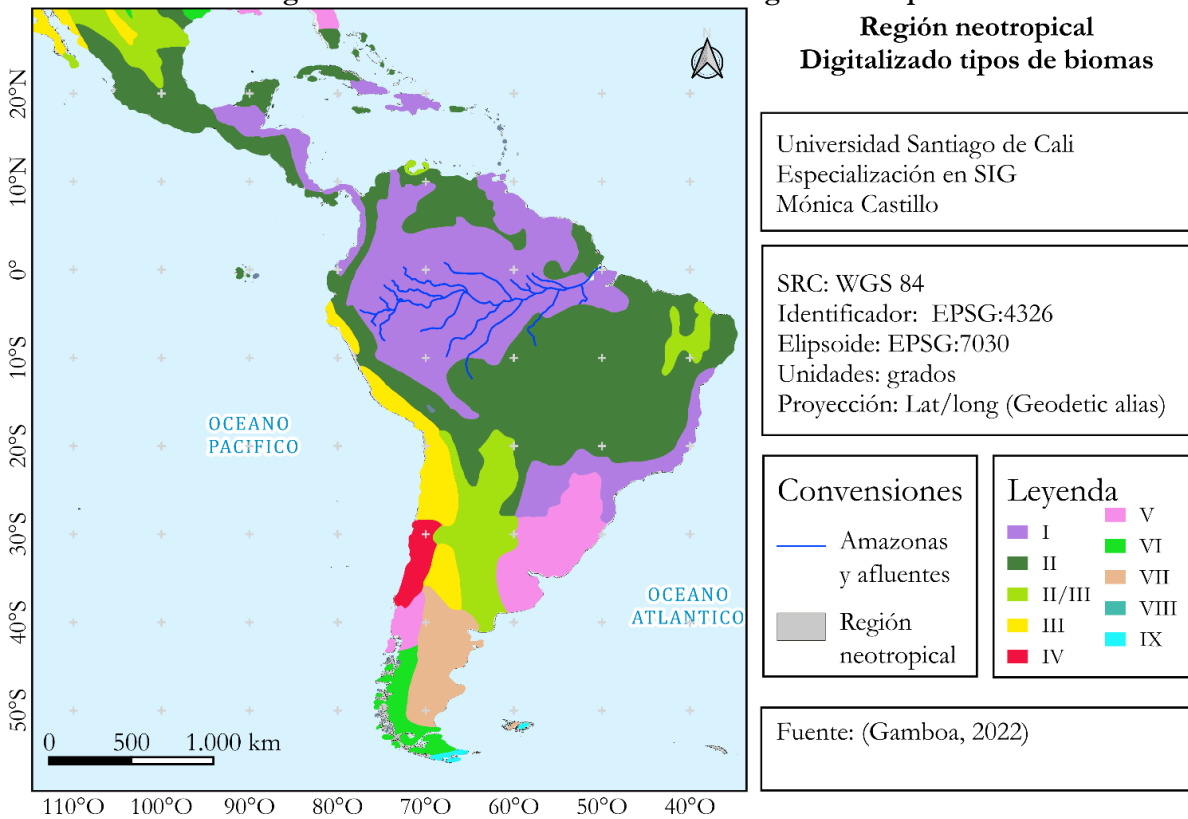 Región neotropical
Digitalizado tipos de biomas
N
20°N
10°N
0°
10°S
20°S
30°S
40°S
50°S
110°O 100°O 90°O 80°O 70°O 60°O 50°O 40°O
OCEANO
PACIFICO
OCEANO
ATLANTICO
0 500 1.000 km
Universidad Santiago de Cali
Especialización en SIG
Mónica Castillo
SRC: WGS 84
Identificador: EPSG:4326
Elipsoide: EPSG:7030
Unidades: grados
Proyección: Lat/long (Geodetic alias)
Convensiones
Amazonas
y afluentes
Región
neotropical
Leyenda
I
II
II/III
III
IV
V
VI
VII
VIII
IX
Fuente: (Gamboa, 2022)